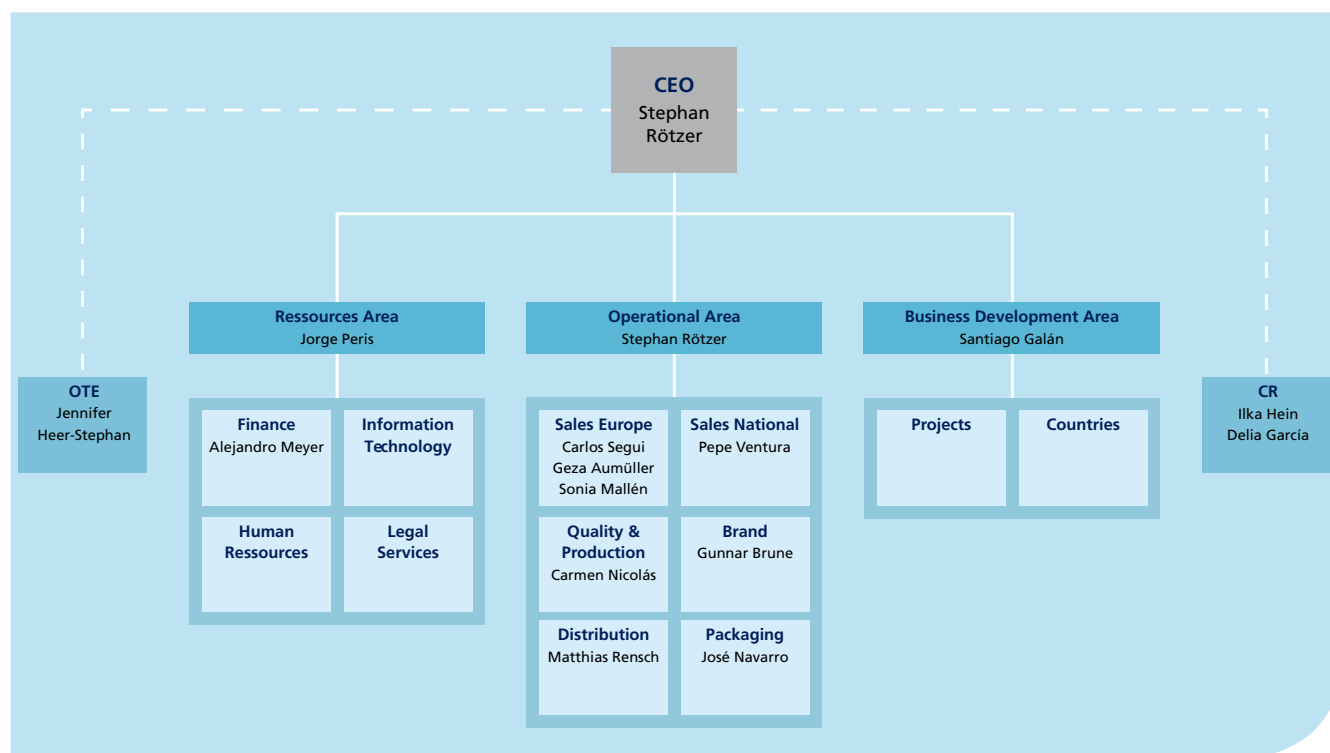 CEO
Stephan
Rötzer
Ressources Area
Jorge Peris
Operational Area
Stephan Rötzer
Business Development Area
Santiago Galán
OTE
Jennifer
Heer-Stephan
CR
Ilka Hein
Delia García
Finance
Alejandro Meyer
Information
Technology
Human
Ressources
Legal
Services
Sales Europe
Carlos Segui
Geza Aumüller
Sonia Mallén
Sales National
Pepe Ventura
Quality &
Production
Carmen Nicolás
Brand
Gunnar Brune
Distribution
Matthias Rensch
Packaging
José Navarro
Projects
Countries